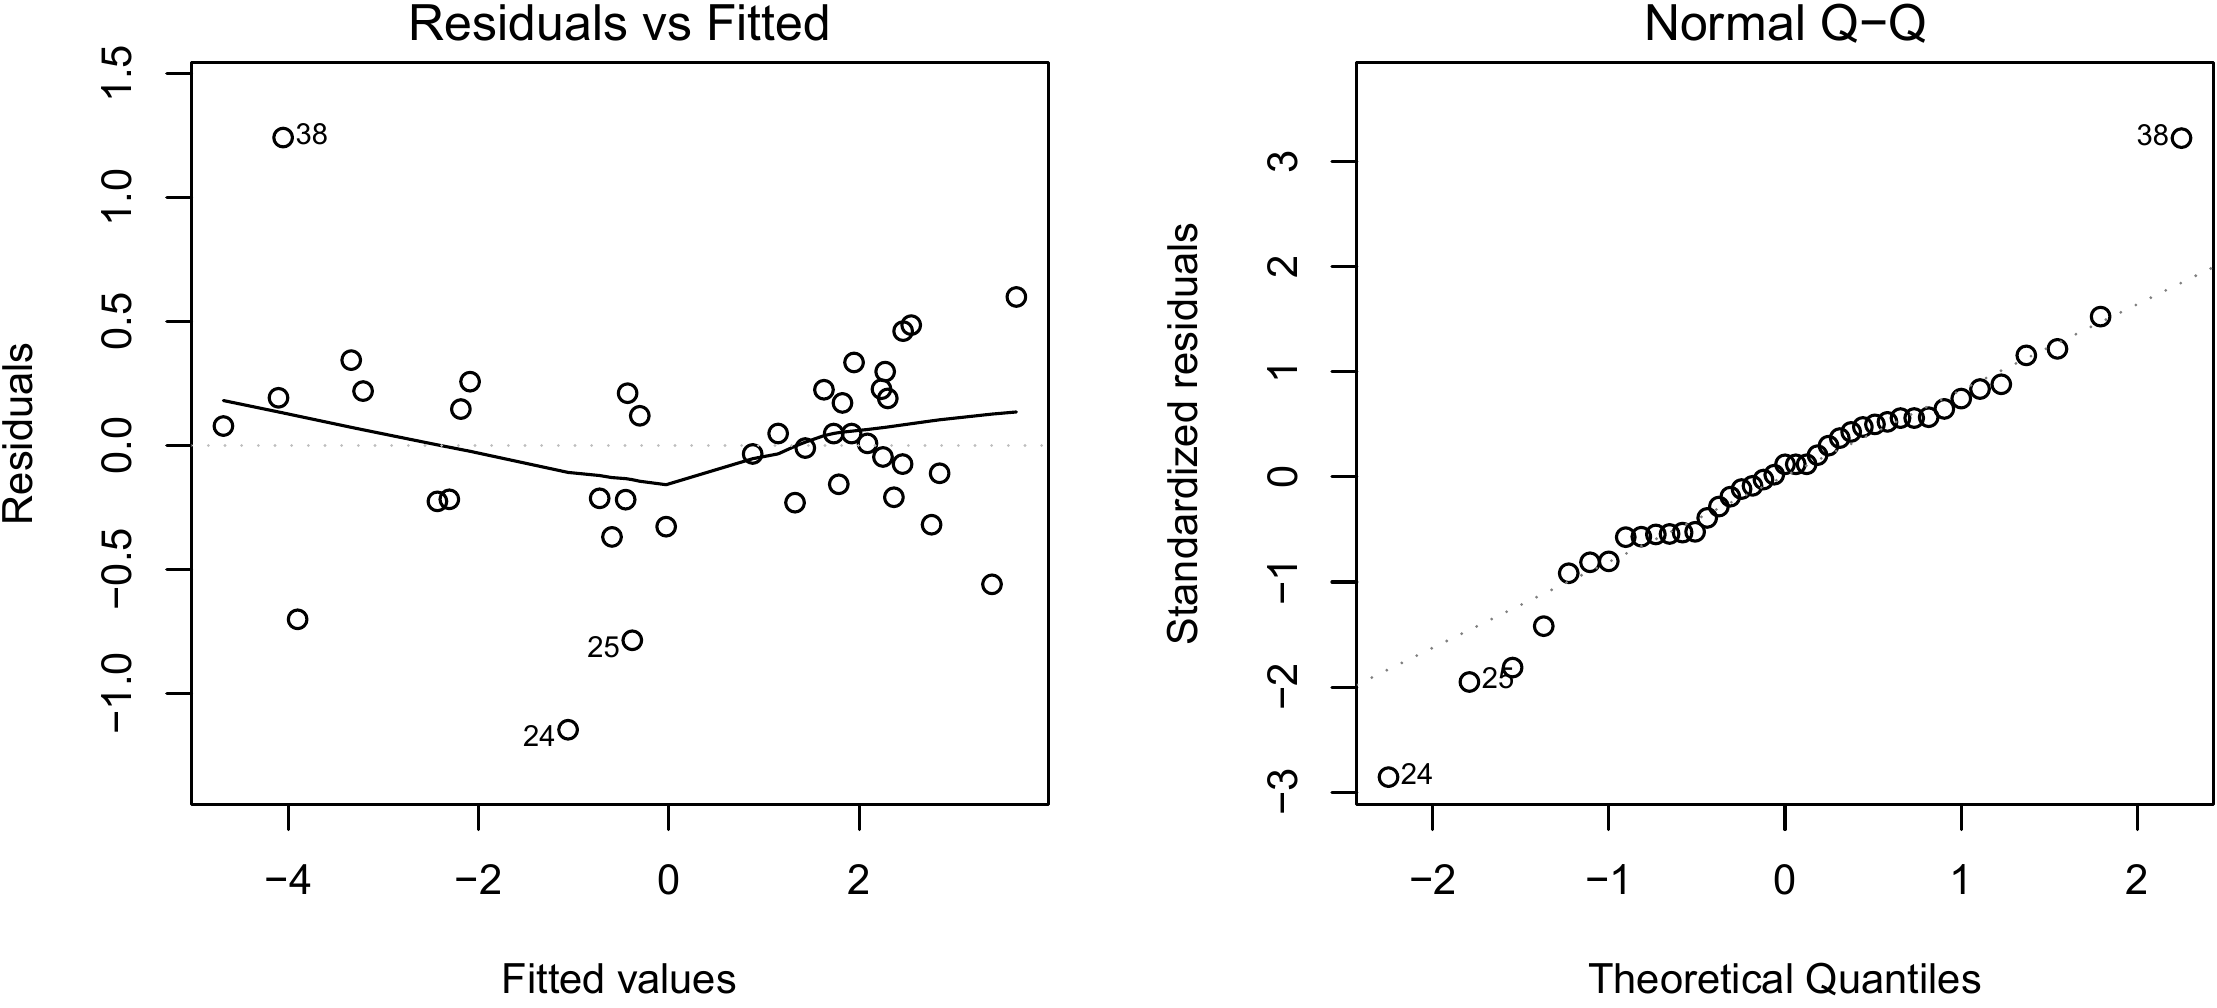 Residuals vs Fitted
Residuals
1.5
1.0
0.5
0.0
−0.5
−1.0
38
25
24
−4 −2 0 2
Fitted values
Normal Q−Q
Standardized residuals
3
2
1
0
−1
−2
−3
38
25
24
−2 −1 0 1 2
Theoretical Quantiles